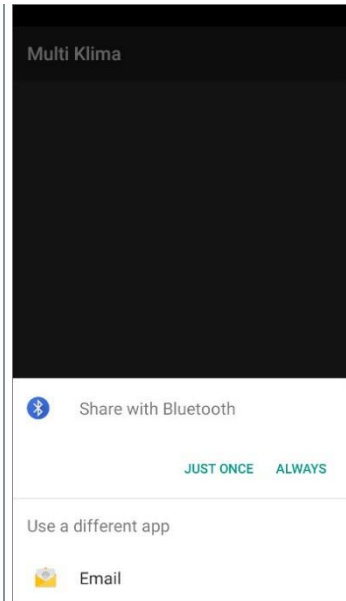 Multi Klima
Share with Bluetooth
JUST ONCE ALWAYS
Use a different app
Email